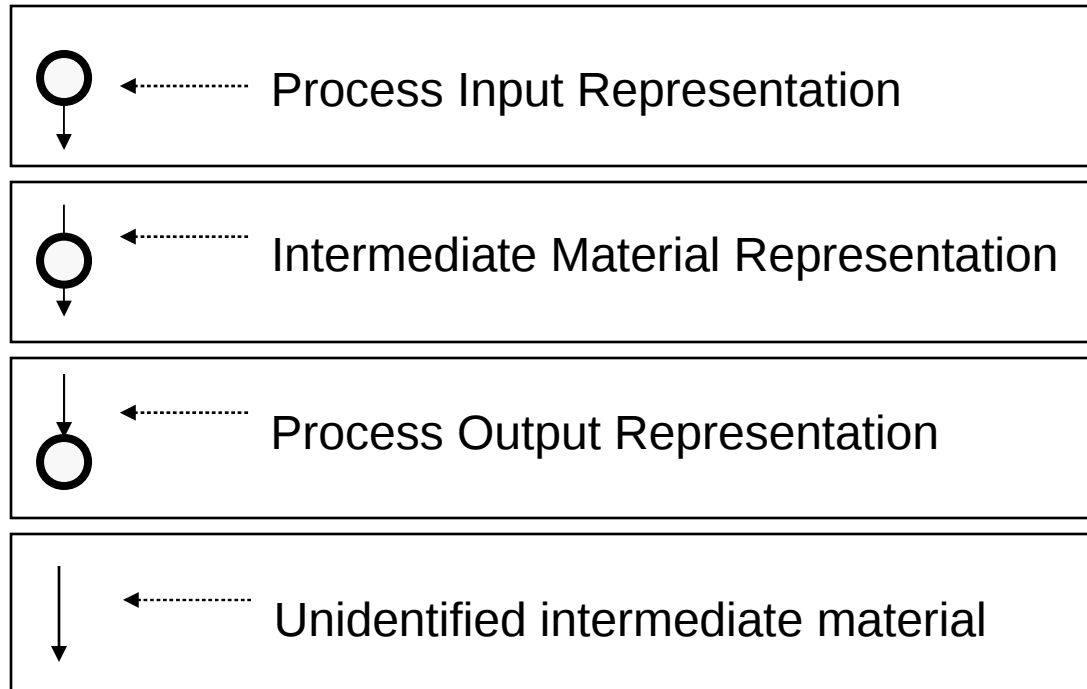 Process Input Representation
Intermediate Material Representation
Process Output Representation
Unidentified intermediate material